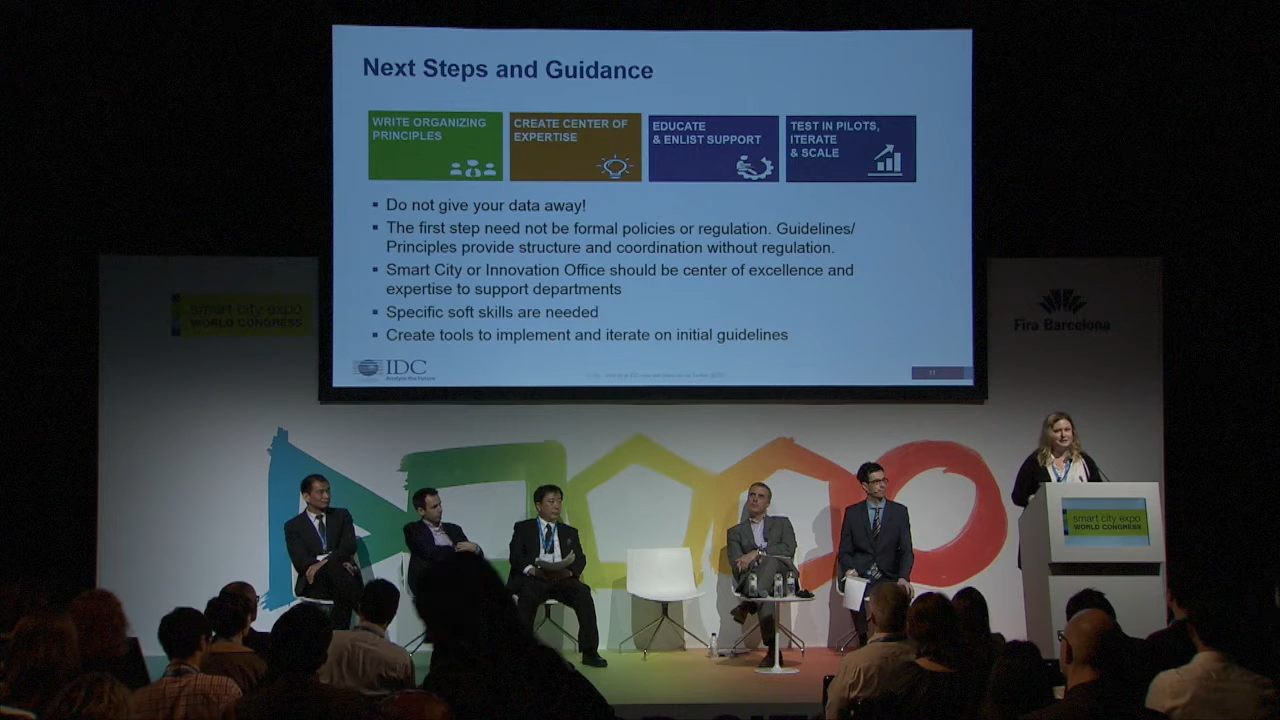 Next Steps and Guidance
WRITE ORGANIZING
PRINCIPLES
CREATE CENTER OF
EXPERTISE
EDUCATE
& ENLIST SUPPORT
TEST IN PILOTS,
ITERATE
& SCALE
▪ Do not give your data away!
▪ The first step need not be formal policies or regulation. Guidelines/
Principles provide structure and coordination without regulation.
▪ Smart City or Innovation Office should be center of excellence and
expertise to support departments
▪ Specific soft skills are needed
▪ Create tools to implement and iterate on initial guidelines
IDC
Analyze the Future
17
smart city expo
WORLD CONGRESS
Fira Barcelona
smart city expo
WORLD CONGRESS